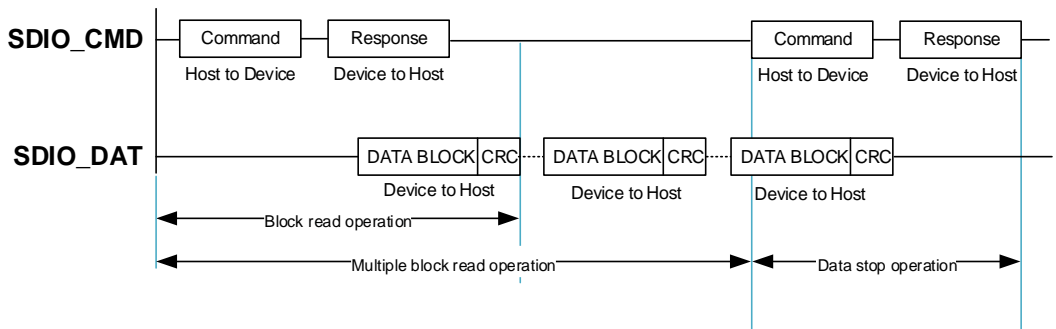 SDIO_CMD
Command
Response
Command
Response
Host to Device
Device to Host
Host to Device
Device to Host
SDIO_DAT
DATA BLOCK
CRC
DATA BLOCK
CRC
DATA BLOCK
CRC
Device to Host
Device to Host
Device to Host
Block read operation
Multiple block read operation
Data stop operation